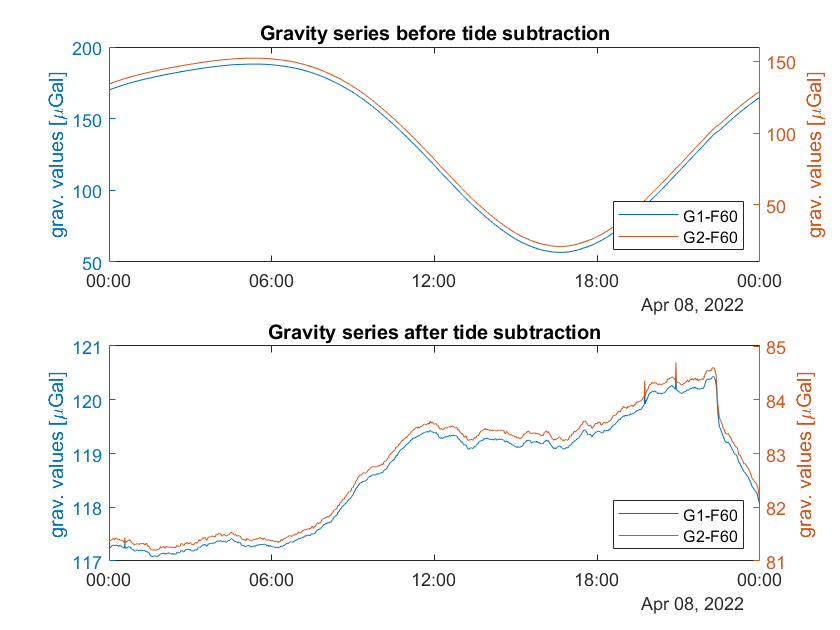 Gravity series before tide subtraction
grav. values [μGal]
200
150
100
50
grav. values [μGal]
150
100
50
G1-F60
G2-F60
00:00 06:00 12:00 18:00 00:00
Apr 08, 2022
Gravity series after tide subtraction
grav. values [μGal]
121
120
119
118
117
grav. values [μGal]
85
84
83
82
81
G1-F60
G2-F60
00:00 06:00 12:00 18:00 00:00
Apr 08, 2022